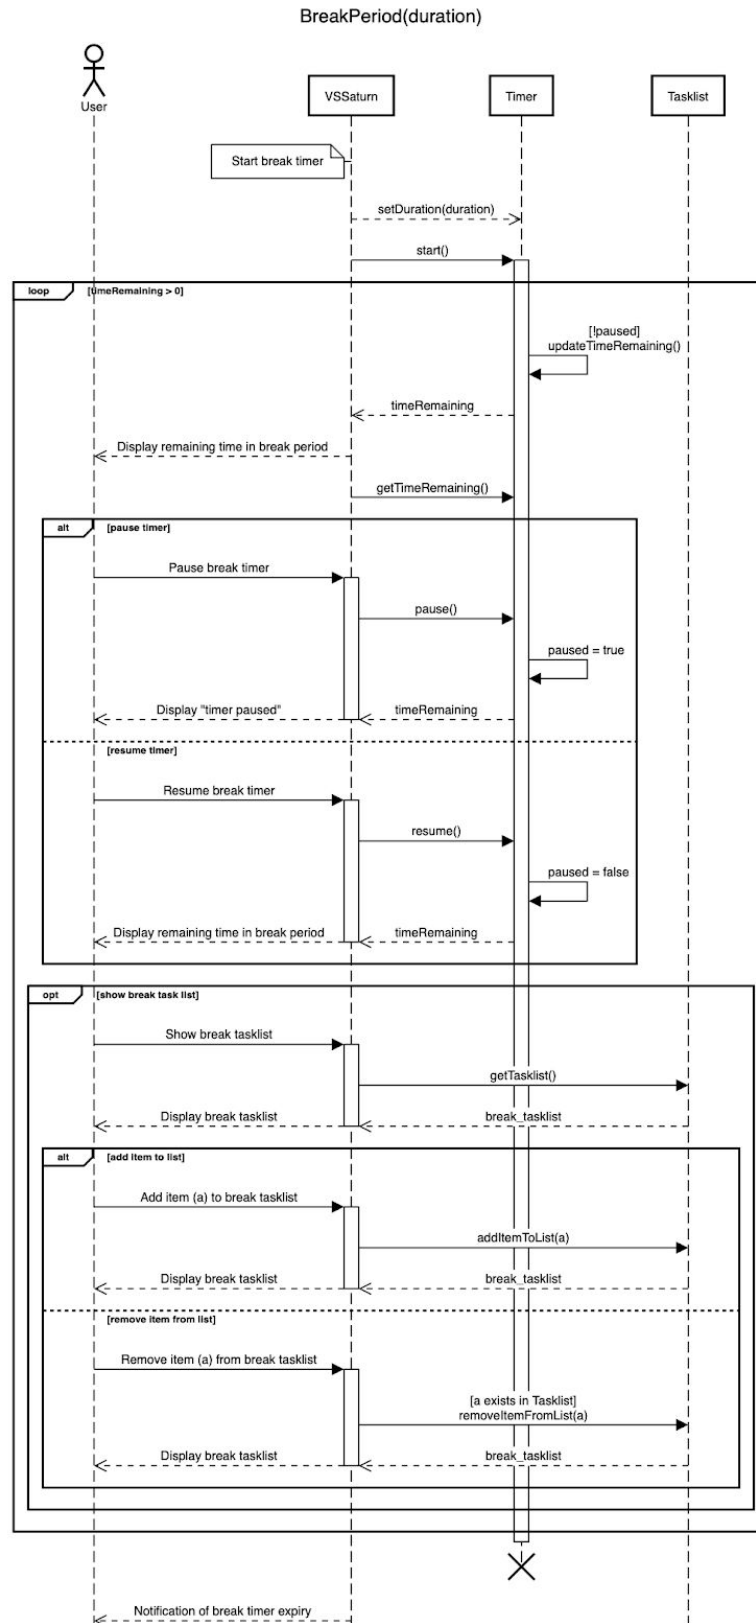 BreakPeriod(duration)
User
VSSaturn
Timer
Tasklist
Start break timer
setDuration(duration)
start()
loop
[timeRemaining > 0]
[!paused]
updateTimeRemaining()
timeRemaining
Display remaining time in break period
getTimeRemaining()
alt
[pause timer]
Pause break timer
pause()
paused = true
Display "timer paused"
timeRemaining
[resume timer]
Resume break timer
resume()
paused = false
Display remaining time in break period
timeRemaining
opt
[show break task list]
Show break tasklist
getTasklist()
Display break tasklist
break_tasklist
alt
[add item to list]
Add item (a) to break tasklist
addItemToList(a)
Display break tasklist
break_tasklist
[remove item from list]
Remove item (a) from break tasklist
[a exists in Tasklist]
removeItemFromList(a)
Display break tasklist
break_tasklist
Notification of break timer expiry